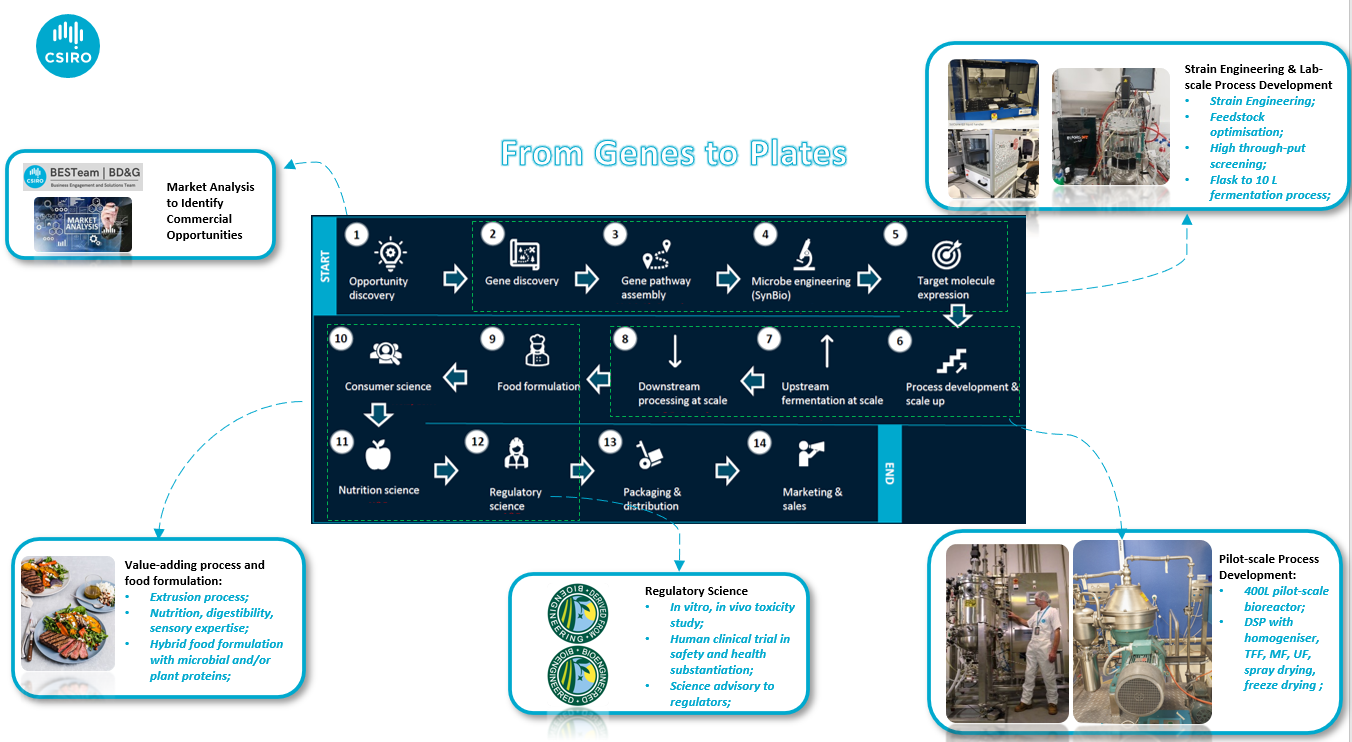 CSIRO
From Genes to Plates
CSIRO
BESTeam | BD&G
Business Engagement and Solutions Team
MARKET
ANALYSIS
Market Analysis
to Identify
Commercial
Opportunities
Strain Engineering & Lab-
scale Process Development
• Strain Engineering;
• Feedstock
optimisation;
• High through-put
screening;
• Flask to 10 L
fermentation process;
START
1
Opportunity
discovery
2
Gene discovery
3
Gene pathway
assembly
4
Microbe engineering
(SynBio)
5
Target molecule
expression
6
Process development &
scale up
7
Upstream
fermentation at scale
8
Downstream
processing at scale
9
Food formulation
10
Consumer science
11
Nutrition science
12
Regulatory
science
13
Packaging &
distribution
14
Marketing &
sales
END
Value-adding process and
food formulation:
• Extrusion process;
• Nutrition, digestibility,
sensory expertise;
• Hybrid food formulation
with microbial and/or
plant proteins;
DERIVED FROM BIOENGINEERING
BIOENGINEERED
BIOENGINEERED
Regulatory Science
• In vitro, in vivo toxicity
study;
• Human clinical trial in
safety and health
substantiation;
• Science advisory to
regulators;
Pilot-scale Process
Development:
• 400L pilot-scale
bioreactor;
• DSP with
homogeniser,
TFF, MF, UF,
spray drying,
freeze drying ;